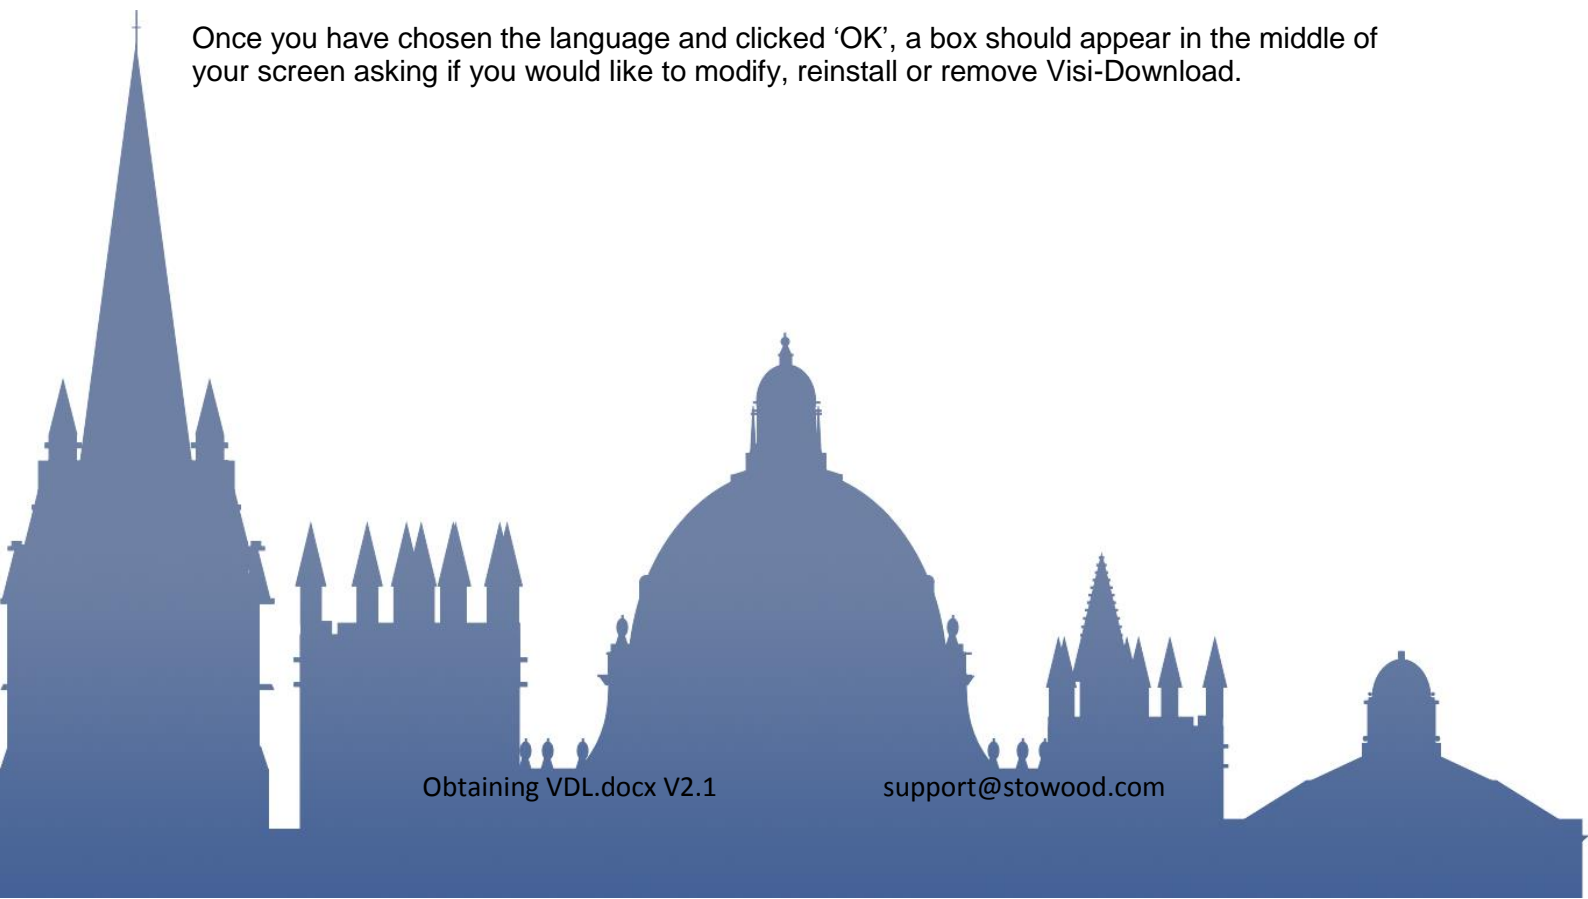 Once you have chosen the language and clicked ‘OK’, a box should appear in the middle of
your screen asking if you would like to modify, reinstall or remove Visi-Download.
Obtaining VDL.docx V2.1 support@stowood.com